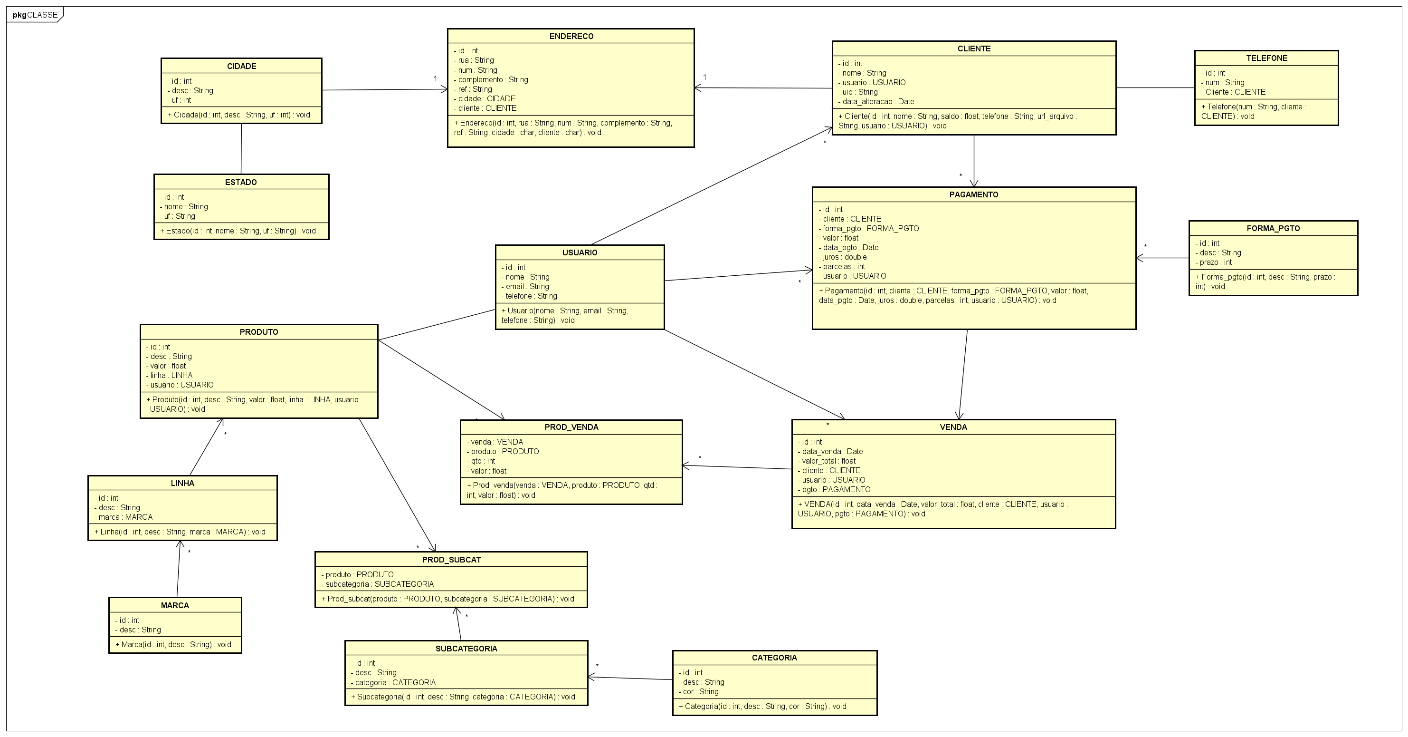 pkg CLASSE
CIDADE
id : int
- desc : String
uf : int
+ Cidade(id : int, desc : String, uf : int) : void
1
ENDERECO
- id : int
- rua : String
- num : String
- complemento : String
- ref : String
- cidade : CIDADE
- cliente : CLIENTE
+ Endereco(id : int, rua : String, num : String, complemento : String,
ref : String, cidade : char, cliente : char) : void
1
CLIENTE
- id : int
nome : String
- usuario : USUARIO
- uid : String
- data_alteracao : Date
+ Cliente(id : int, nome : String, saldo : float, telefone : String, url_arquivo :
String, usuario : USUARIO) : void
*
*
TELEFONE
- id : int
- num : String
Cliente : CLIENTE
+ Telefone(num : String, cliente :
CLIENTE) : void
ESTADO
id : int
- nome : String
uf : String
+ Estado(id : int, nome : String, uf : String) : void
PAGAMENTO
- id : int
- cliente : CLIENTE
- forma_pgto : FORMA_PGTO
- valor : float
- data_pgto : Date
juros : double
- parcelas : int
usuario : USUARIO
+ Pagamento(id : int, cliente : CLIENTE, forma_pgto : FORMA_PGTO, valor : float,
data_pgto : Date, juros : double, parcelas : int, usuario : USUARIO) : void
*
*
FORMA_PGTO
- id : int
- desc : String
- prazo : int
+ Forma_pgto(id : int, desc : String, prazo :
int) : void
USUARIO
- id : int
nome : String
- email : String
telefone : String
+ Usuario(nome : String, email : String,
telefone : String) : void
PRODUTO
- id : int
- desc : String
- valor : float
- linha : LINHA
- usuario : USUARIO
+ Produto(id : int, desc : String, valor : float, linha : LINHA, usuario :
USUARIO) : void
*
*
PROD_VENDA
- venda : VENDA
- produto : PRODUTO
qtd : int
- valor : float
+ Prod_venda(venda : VENDA, produto : PRODUTO, qtd :
int, valor : float) : void
*
*
VENDA
- id : int
- data_venda : Date
- valor_total : float
- cliente : CLIENTE
usuario : USUARIO
- pgto : PAGAMENTO
+ VENDA(id : int, data_venda : Date, valor_total : float, cliente : CLIENTE, usuario :
USUARIO, pgto : PAGAMENTO) : void
LINHA
id : int
- desc : String
marca : MARCA
+ Linha(id : int, desc : String, marca : MARCA) : void
*
*
PROD_SUBCAT
- produto : PRODUTO
subcategoria : SUBCATEGORIA
+ Prod_subcat(produto : PRODUTO, subcategoria : SUBCATEGORIA) : void
*
MARCA
- id : int
- desc : String
+ Marca(id : int, desc : String) : void
SUBCATEGORIA
id : int
- desc : String
- categoria : CATEGORIA
+ Subcategoria(id : int, desc : String, categoria : CATEGORIA) : void
*
CATEGORIA
- id : int
desc : String
- cor : String
+ Categoria(id : int, desc : String, cor : String) : void